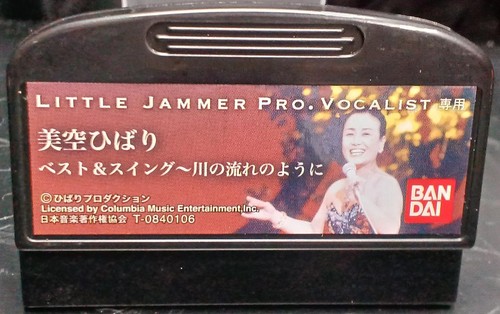 LITTLE JAMMER PRO. VOCALIST 専用
美空ひばり
ベスト＆スイング～川の流れのように
©ひばりプロダクション
Licensed by Columbia Music Entertainment,Inc.
日本音楽著作権協会 T-0840106
BAN
DAI